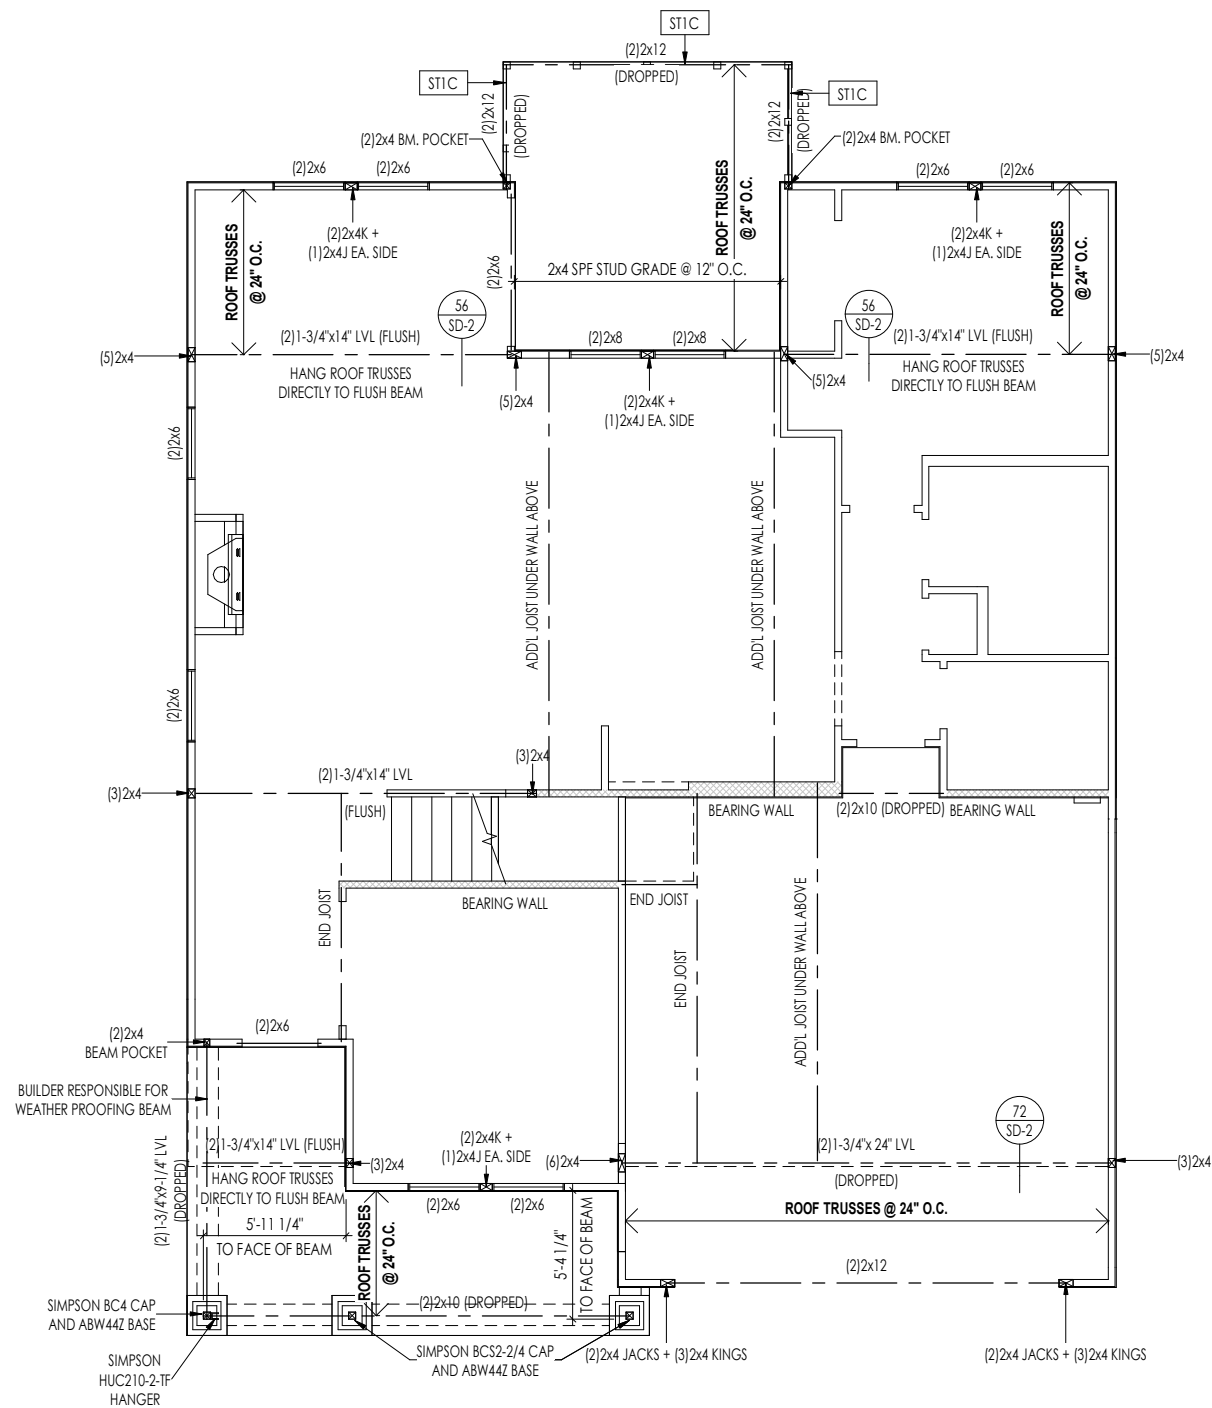 ST1C
(2)2x12
(DROPPED)
ST1C
ST1C
(2)2x12
(DROPPED)
(2)2x12
(DROPPED)
(2)2x4 BM. POCKET
(2)2x4 BM. POCKET
(2)2x6
(2)2x6
(2)2x6
(2)2x6
ROOF TRUSSES
@ 24" O.C.
(2)2x4K +
(1)2x4J EA. SIDE
(2)2x6
ROOF TRUSSES
@ 24" O.C.
2x4 SPF STUD GRADE @ 12" O.C.
(2)2x4K +
(1)2x4J EA. SIDE
ROOF TRUSSES
@ 24" O.C.
56
SD-2
56
SD-2
(2)1-3/4"x14" LVL (FLUSH)
(2)2x8
(2)2x8
(2)1-3/4"x14" LVL (FLUSH)
(5)2x4
(5)2x4
HANG ROOF TRUSSES
DIRECTLY TO FLUSH BEAM
HANG ROOF TRUSSES
DIRECTLY TO FLUSH BEAM
(5)2x4
(2)2x4K +
(1)2x4J EA. SIDE
(5)2x4
(2)2x6
ADD'L JOIST UNDER WALL ABOVE
ADD'L JOIST UNDER WALL ABOVE
(2)2x6
(3)2x4
(2)1-3/4"x14" LVL
(FLUSH)
(3)2x4
BEARING WALL
(2)2x10 (DROPPED)
BEARING WALL
BEARING WALL
END JOIST
END JOIST
END JOIST
ADD'L JOIST UNDER WALL ABOVE
(2)2x4
BEAM POCKET
(2)2x6
BUILDER RESPONSIBLE FOR
WEATHER PROOFING BEAM
(2)1-3/4"x9-1/4" LVL
(DROPPED)
(2)1-3/4"x14" LVL (FLUSH)
(3)2x4
HANG ROOF TRUSSES
DIRECTLY TO FLUSH BEAM
5'-11 1/4"
TO FACE OF BEAM
(2)2x4K +
(1)2x4J EA. SIDE
(6)2x4
72
SD-2
(2)1-3/4"x 24" LVL
(DROPPED)
(3)2x4
(2)2x6
(2)2x6
ROOF TRUSSES @ 24" O.C.
ROOF TRUSSES
@ 24" O.C.
5'-4 1/4"
TO FACE OF BEAM
(2)2x12
(2)2x10 (DROPPED)
SIMPSON BC4 CAP
AND ABW44Z BASE
SIMPSON
HUC210-2-TF
HANGER
SIMPSON BCS2-2/4 CAP
AND ABW44Z BASE
(2)2x4 JACKS + (3)2x4 KINGS
(2)2x4 JACKS + (3)2x4 KINGS